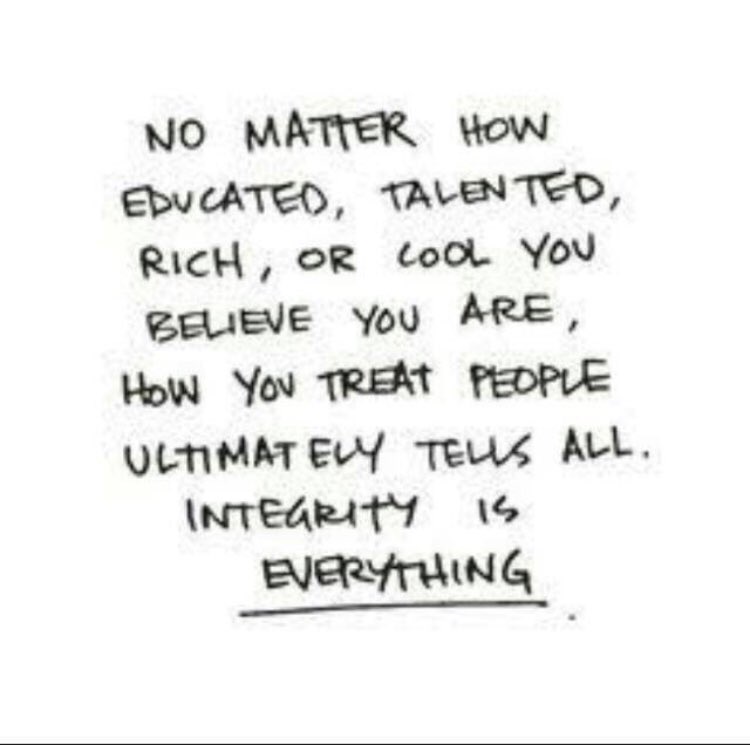 NO MATTER HOW
EDUCATED, TALENTED,
RICH, OR COOL YOU
BELIEVE YOU ARE,
HOW YOU TREAT PEOPLE
ULTIMATELY TELLS ALL.
INTEGRITY IS
EVERYTHING.